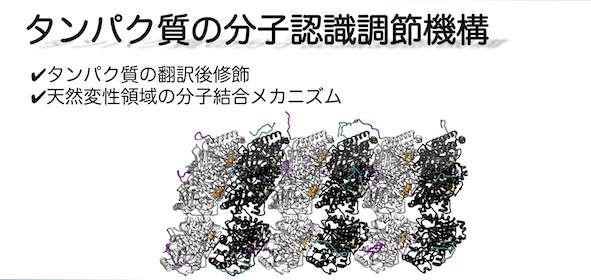 タンパク質の分子認識調節機構
✔タンパク質の翻訳後修飾
✔天然変性領域の分子結合メカニズム